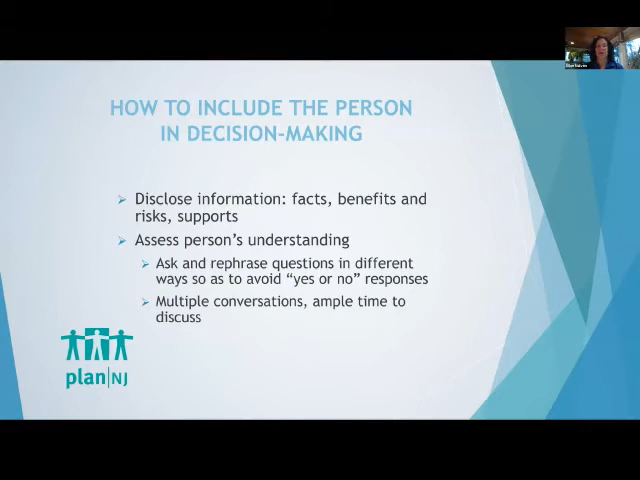 HOW TO INCLUDE THE PERSON
IN DECISION-MAKING
Disclose information: facts, benefits and
risks, supports
Assess person's understanding
Ask and rephrase questions in different
ways so as to avoid “yes or no” responses
Multiple conversations, ample time to
discuss
plan|NJ